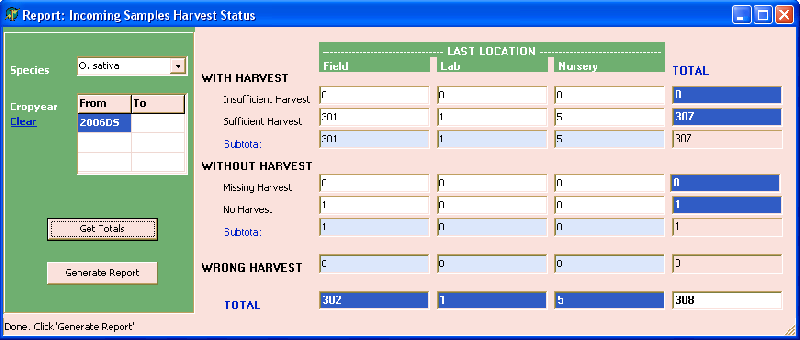 Report: Incoming Samples Harvest Status
Species O. sativa
Cropyear From To
Clear 2006DS
Get Totals
Generate Report
LAST LOCATION
Field Lab Nursery TOTAL
WITH HARVEST
Insufficient Harvest 0 0 0 0
Sufficient Harvest 301 1 5 307
Subtotal 301 1 5 307
WITHOUT HARVEST
Missing Harvest 0 0 0 0
No Harvest 1 0 0 1
Subtotal 1 0 0 1
WRONG HARVEST 0 0 0 0
TOTAL 302 1 5 308
Done. Click 'Generate Report'